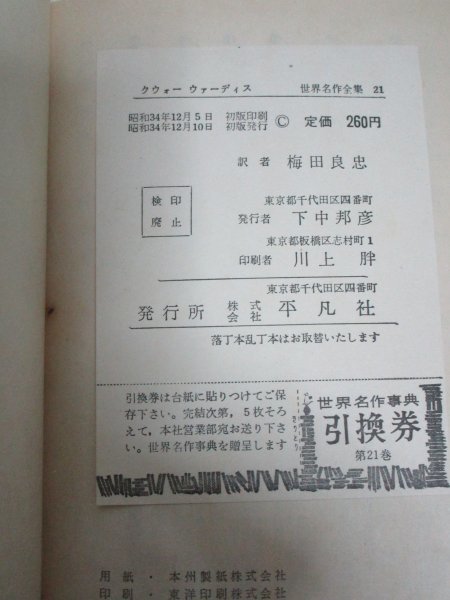 クウォー ヴァーディス 世界名作全集 21
昭和34年12月5日 初版印刷
昭和34年12月10日 初版発行
Ⓒ 定価 260円
訳者 梅田良忠
検印
廃止
東京都千代田区四番町
発行者 下中邦彦
東京都板橋区志村町1
印刷者 川上胖
東京都千代田区四番町
発行所 株式会社 平凡社
落丁本乱丁本はお取替いたします
引換券は台紙に貼りつけてご保
存下さい。完結次第，5枚そろ
えて，本社営業部宛お送り下さ
い。世界名作事典を贈呈します
きりとり
世界名作事典
引換券
第21巻
用紙・本州製紙株式会社
印刷・東洋印刷株式会社